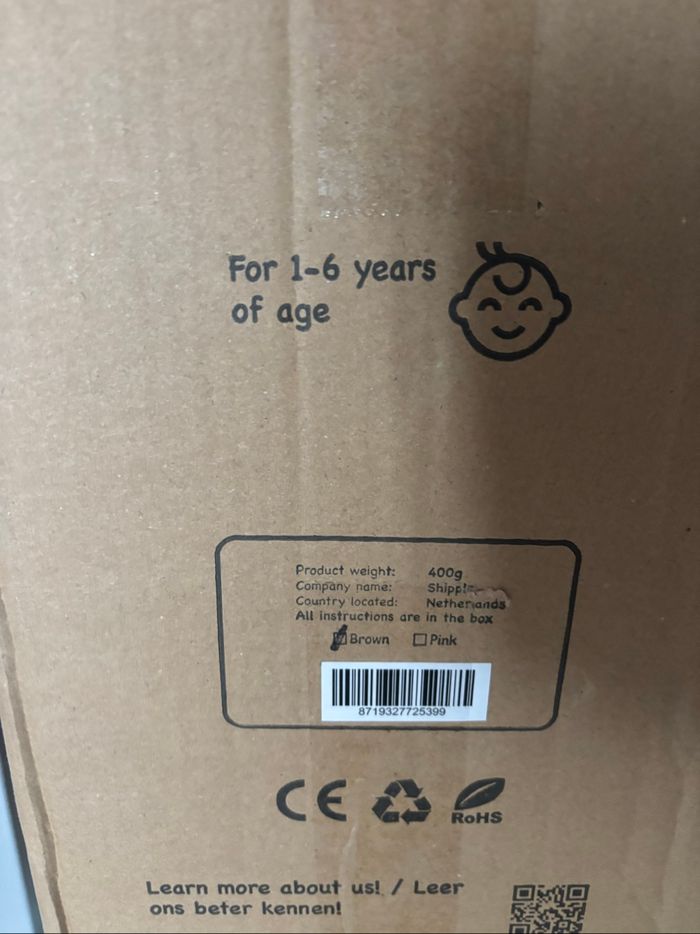 For 1-6 years
of age
Product weight: 400g
Company name:
Country located: Netherlands
All instructions are in the box
Brown Pink
8719327725399
CE
RoHS
Learn more about us! / Leer
ons beter kennen!